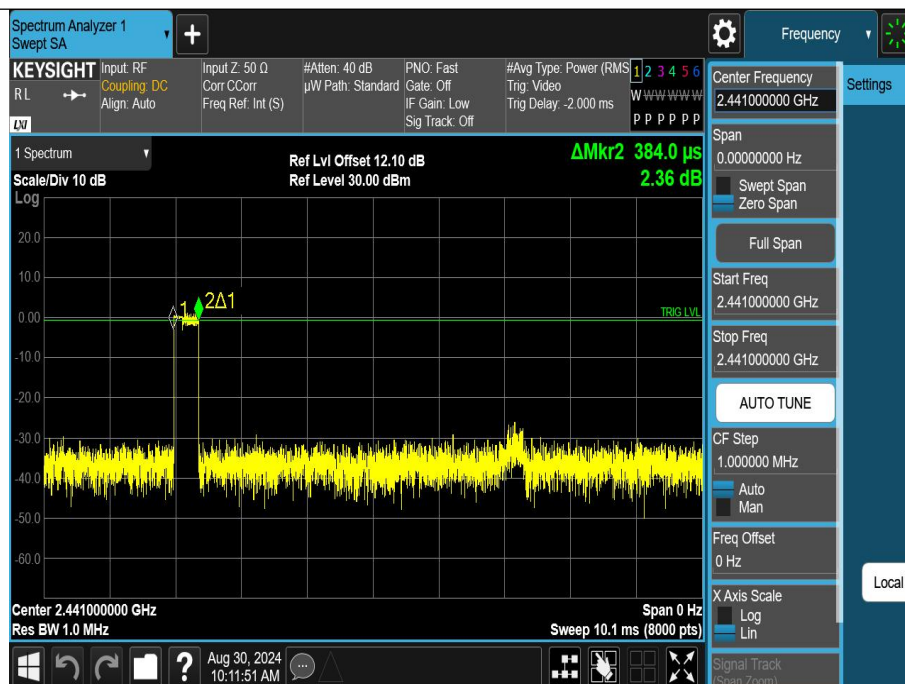 Spectrum Analyzer 1
Swept SA
+
Frequency
KEYSIGHT
RL
LXI
Input: RF
Coupling: DC
Align: Auto
Input Z: 50 Ω
Corr CCorr
Freq Ref: Int (S)
#Atten: 40 dB
µW Path: Standard
PNO: Fast
Gate: Off
IF Gain: Low
Sig Track: Off
#Avg Type: Power (RMS
Trig: Video
Trig Delay: -2.000 ms
1 2 3 4 5 6
W W W W W W
P P P P P P
1 Spectrum
Scale/Div 10 dB
Log
Ref Lvl Offset 12.10 dB
Ref Level 30.00 dBm
ΔMkr2 384.0 µs
2.36 dB
20.0
10.0
0.00
-10.0
-20.0
-30.0
-40.0
-50.0
-60.0
1
2Δ1
TRIG LVL
Center 2.441000000 GHz
Res BW 1.0 MHz
Span 0 Hz
Sweep 10.1 ms (8000 pts)
?
Aug 30, 2024
10:11:51 AM
Center Frequency
2.441000000 GHz
Span
0.00000000 Hz
Swept Span
Zero Span
Full Span
Start Freq
2.441000000 GHz
Stop Freq
2.441000000 GHz
AUTO TUNE
CF Step
1.000000 MHz
Auto
Man
Freq Offset
0 Hz
X Axis Scale
Log
Lin
Signal Track
(Span Zoom)
Settings
Local